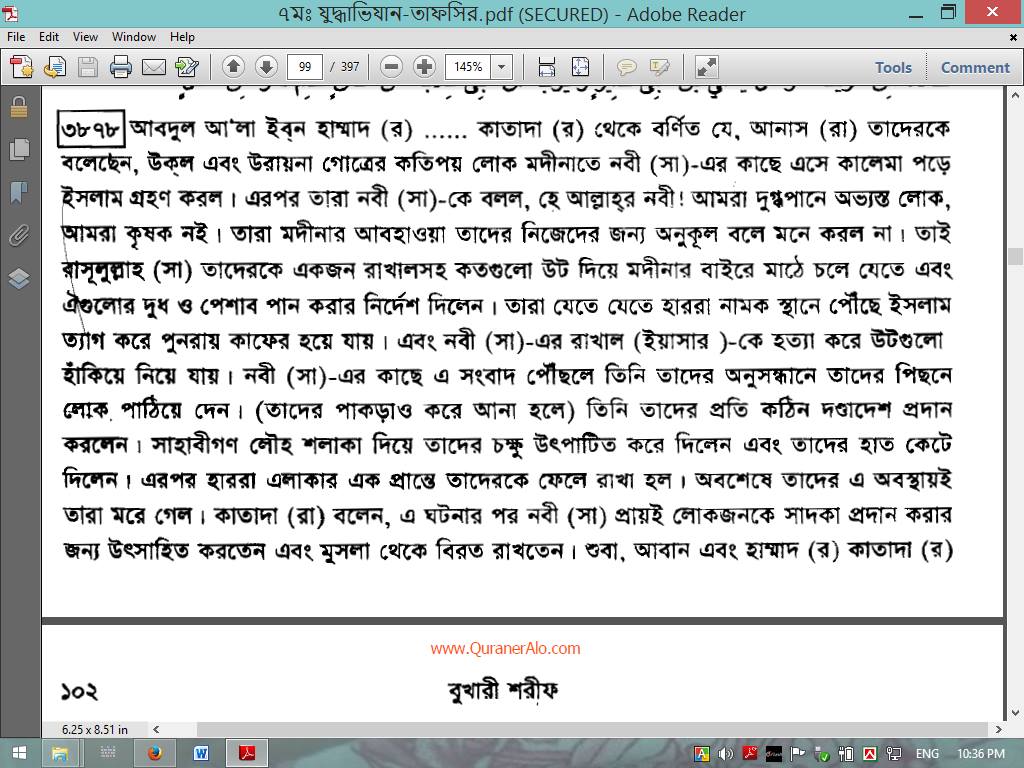 ৭মঃ যুদ্ধাভিযান-তাফসির.pdf (SECURED) - Adobe Reader
File Edit View Window Help
99 / 397 145% Tools Comment
৩৮৭৮ আবদুল আ'লা ইব্‌ন হাম্মাদ (র) ...... কাতাদা (র) থেকে বর্ণিত যে, আনাস (রা) তাদেরকে
বলেছেন, উক্‌ল এবং উরায়না গোত্রের কতিপয় লোক মদীনাতে নবী (সা)-এর কাছে এসে কালেমা পড়ে
ইসলাম গ্রহণ করল। এরপর তারা নবী (সা)-কে বলল, হে আল্লাহ্‌র নবী! আমরা দুগ্ধপানে অভ্যস্ত লোক,
আমরা কৃষক নই। তারা মদীনার আবহাওয়া তাদের নিজেদের জন্য অনুকূল বলে মনে করল না। তাই
রাসূলুল্লাহ (সা) তাদেরকে একজন রাখালসহ কতগুলো উট দিয়ে মদীনার বাইরে মাঠে চলে যেতে এবং
ঐগুলোর দুধ ও পেশাব পান করার নির্দেশ দিলেন। তারা যেতে যেতে হাররা নামক স্থানে পৌঁছে ইসলাম
ত্যাগ করে পুনরায় কাফের হয়ে যায়। এবং নবী (সা)-এর রাখাল (ইয়াসার )-কে হত্যা করে উটগুলো
হাঁকিয়ে নিয়ে যায়। নবী (সা)-এর কাছে এ সংবাদ পৌঁছলে তিনি তাদের অনুসন্ধানে তাদের পিছনে
লোক পাঠিয়ে দেন। (তাদের পাকড়াও করে আনা হলে) তিনি তাদের প্রতি কঠিন দণ্ডাদেশ প্রদান
করলেন। সাহাবীগণ লৌহ শলাকা দিয়ে তাদের চক্ষু উৎপাটিত করে দিলেন এবং তাদের হাত কেটে
দিলেন। এরপর হাররা এলাকার এক প্রান্তে তাদেরকে ফেলে রাখা হল। অবশেষে তাদের এ অবস্থায়ই
তারা মরে গেল। কাতাদা (রা) বলেন, এ ঘটনার পর নবী (সা) প্রায়ই লোকজনকে সাদকা প্রদান করার
জন্য উৎসাহিত করতেন এবং মুসলা থেকে বিরত রাখতেন। শুবা, আবান এবং হাম্মাদ (র) কাতাদা (র)
www.QuranerAlo.com
১০২ বুখারী শরীফ
6.25 x 8.51 in
ENG 10:36 PM